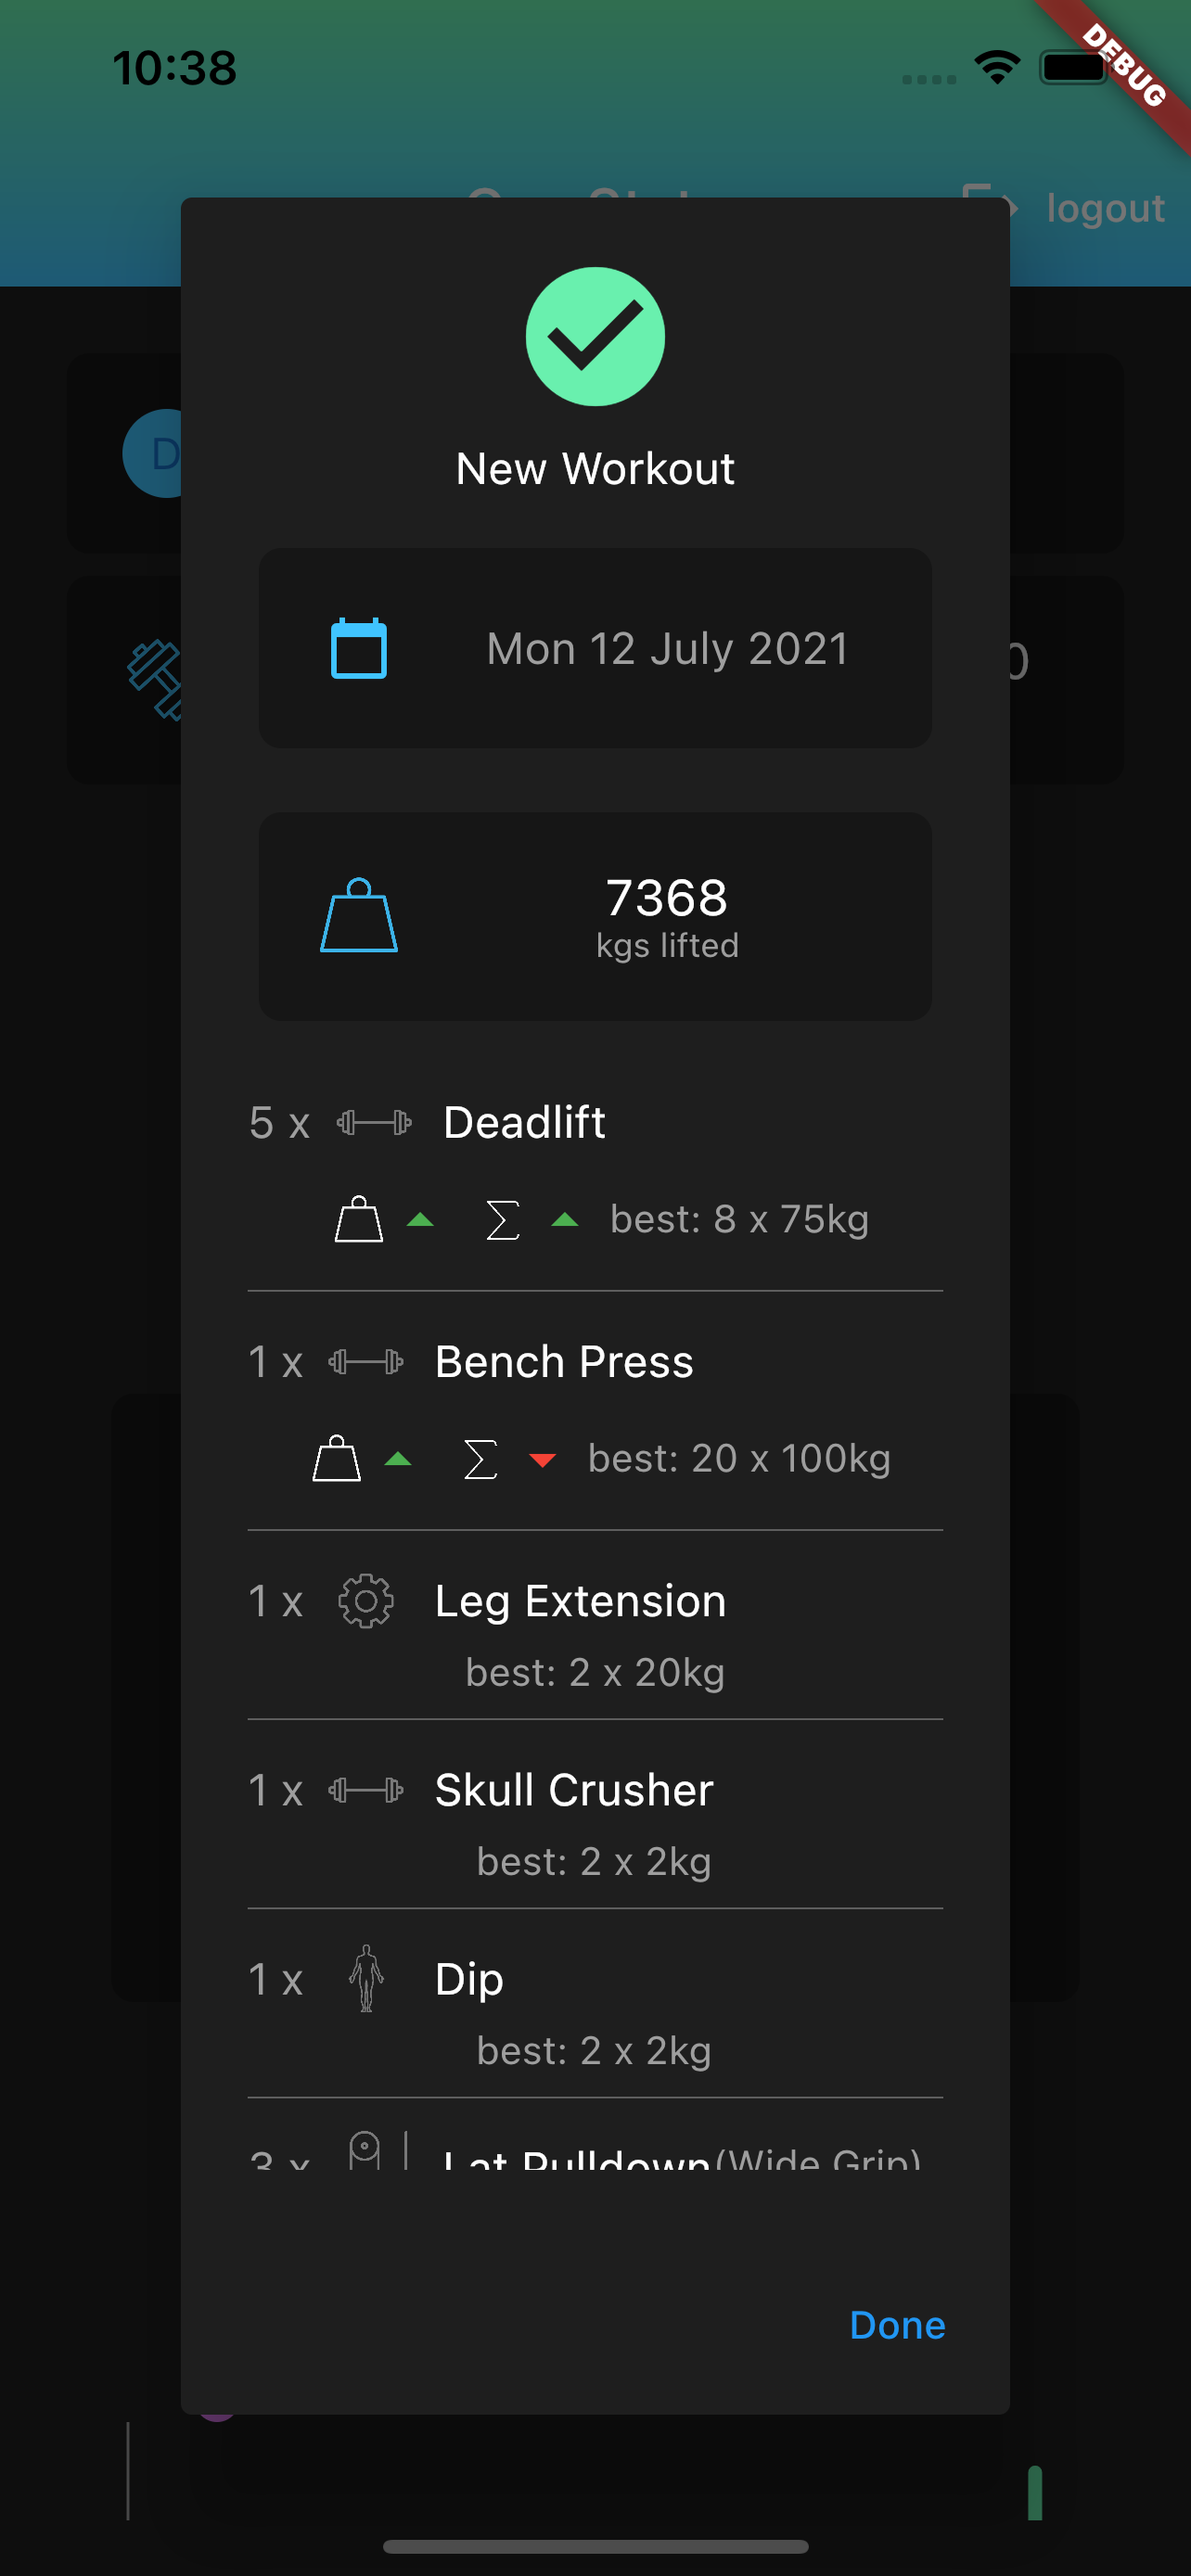 10:38
DEBUG
logout
D
New Workout
Mon 12 July 2021
0
7368
kgs lifted
5 x Deadlift
best: 8 x 75kg
1 x Bench Press
∑ best: 20 x 100kg
1 x Leg Extension
best: 2 x 20kg
1 x Skull Crusher
best: 2 x 2kg
1 x Dip
best: 2 x 2kg
3 x Lat Pulldown(Wide Grip)
Done